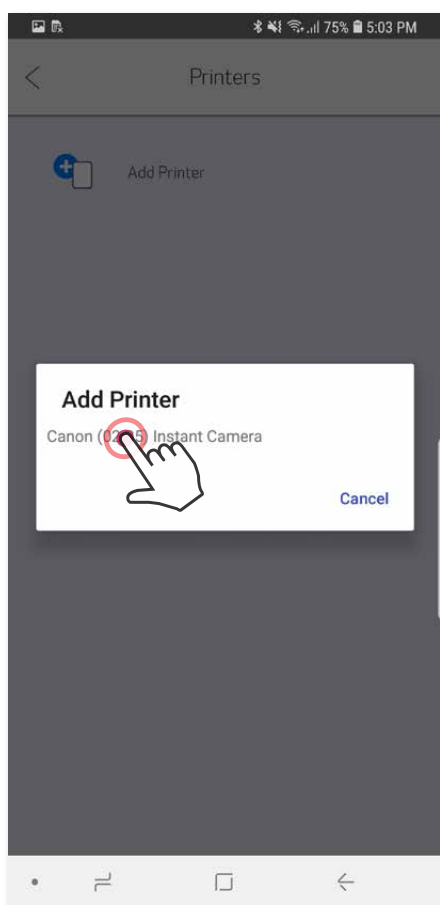 75% 5:03 PM
Printers
Add Printer
Add Printer
Canon Instant Camera
Cancel